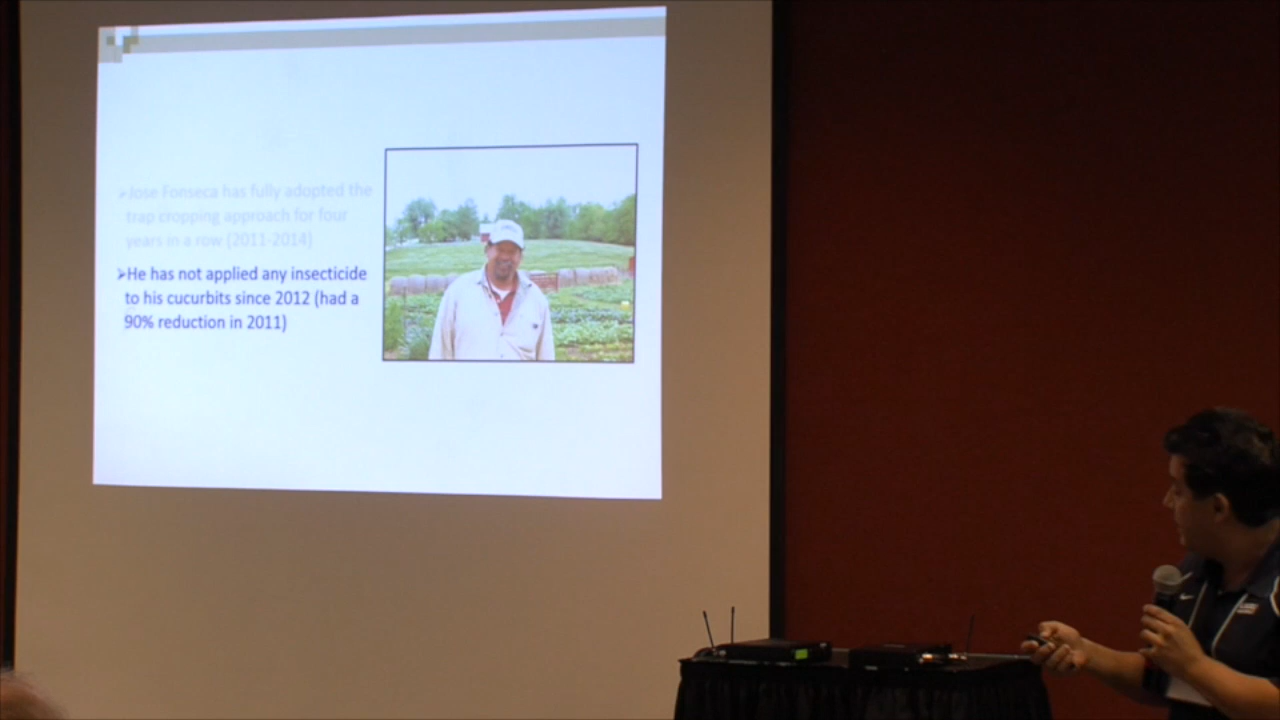 ➢Jose Fonseca has fully adopted the
trap cropping approach for four
years in a row (2011-2014)
➢He has not applied any insecticide
to his cucurbits since 2012 (had a
90% reduction in 2011)